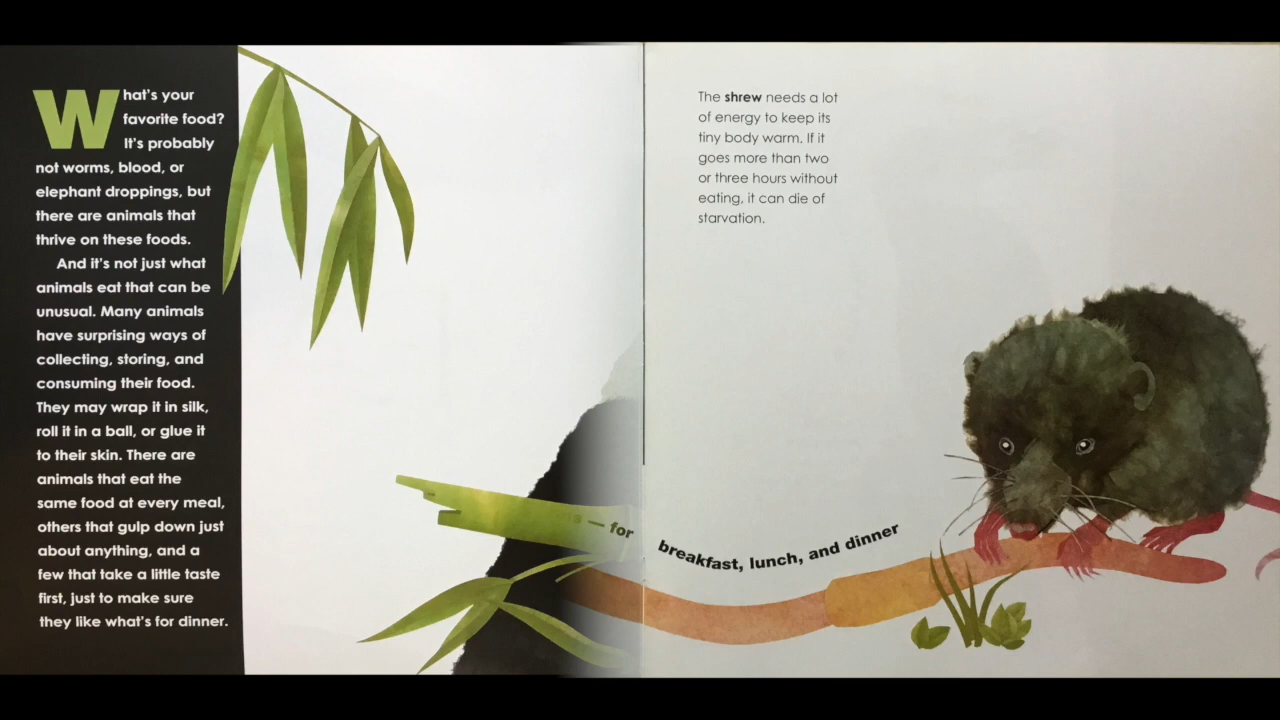 What's your
favorite food?
It's probably
not worms, blood, or
elephant droppings, but
there are animals that
thrive on these foods.
And it's not just what
animals eat that can be
unusual. Many animals
have surprising ways of
collecting, storing, and
consuming their food.
They may wrap it in silk,
roll it in a ball, or glue it
to their skin. There are
animals that eat the
same food at every meal,
others that gulp down just
about anything, and a
few that take a little taste
first, just to make sure
they like what's for dinner.
— for
The shrew needs a lot
of energy to keep its
tiny body warm. If it
goes more than two
or three hours without
eating, it can die of
starvation.
breakfast, lunch, and dinner